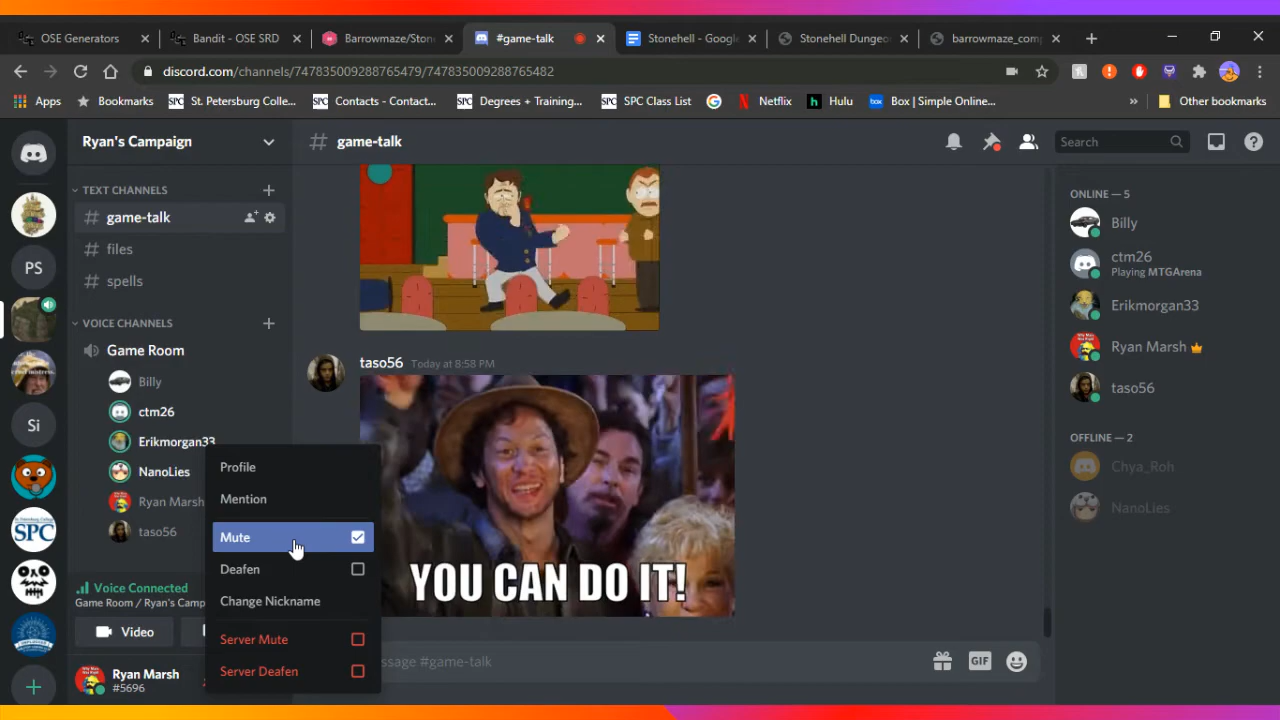 OSE Generators
Bandit - OSE SRD
Barrowmaze/Stone
#game-talk
Stonehell - Google
Stonehell Dungeo
barrowmaze_comp
discord.com/channels/747835009288765479/747835009288765482
Apps
Bookmarks
St. Petersburg Colle...
Contacts - Contact...
Degrees + Training...
SPC Class List
Netflix
Hulu
Box | Simple Online...
»
Other bookmarks
Ryan's Campaign
# game-talk
Search
TEXT CHANNELS
# game-talk
# files
# spells
VOICE CHANNELS
Game Room
Billy
ctm26
Erikmorgan33
NanoLies
Ryan Marsh
taso56
PS
Si
SPC
Profile
Mention
Mute
Deafen
Change Nickname
Server Mute
Server Deafen
Voice Connected
Game Room / Ryan's Camp
Video
Ryan Marsh
#5696
taso56 Today at 8:58 PM
YOU CAN DO IT!
essage #game-talk
GIF
ONLINE — 5
Billy
ctm26
Playing MTGArena
Erikmorgan33
Ryan Marsh
taso56
OFFLINE — 2
Chya_Roh
NanoLies